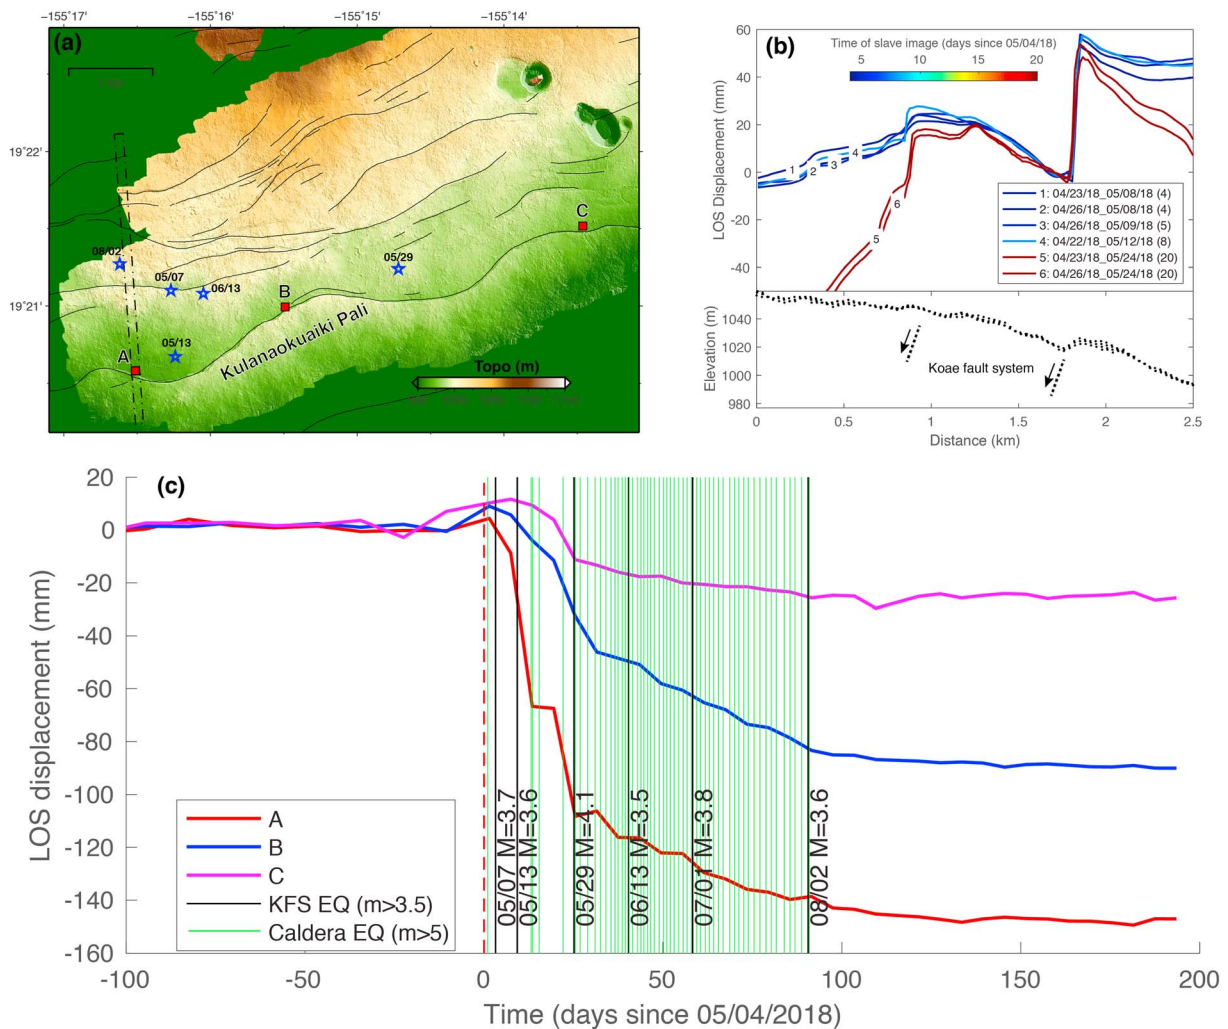 −155˚17' −155˚16' −155˚15' −155˚14'
(a)
19˚22'
08/02
05/07
06/13
05/29
C
B
19˚21'
05/13
A
Kulanaokuaiki Pali
Topo (m)
(b)
Time of slave image (days since 05/04/18)
5 10 15 20
LOS Displacement (mm)
60
40
20
0
-20
-40
1
2
3
4
5
6
1: 04/23/18_05/08/18 (4)
2: 04/26/18_05/08/18 (4)
3: 04/26/18_05/09/18 (5)
4: 04/22/18_05/12/18 (8)
5: 04/23/18_05/24/18 (20)
6: 04/26/18_05/24/18 (20)
Elevation (m)
1040
1020
1000
980
Koae fault system
0 0.5 1 1.5 2 2.5
Distance (km)
(c)
LOS displacement (mm)
20
0
-20
-40
-60
-80
-100
-120
-140
-160
A
B
C
KFS EQ (m>3.5)
Caldera EQ (m>5)
05/07 M=3.7
05/13 M=3.6
05/29 M=4.1
06/13 M=3.5
07/01 M=3.8
08/02 M=3.6
-100 -50 0 50 100 150 200
Time (days since 05/04/2018)